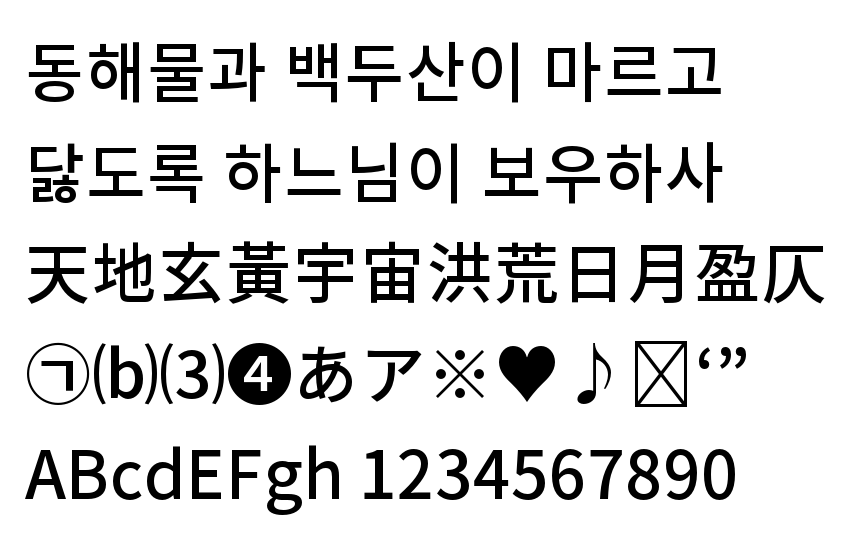 동해물과 백두산이 마르고
닳도록 하느님이 보우하사
天地玄黃宇宙洪荒日月盈仄
㉠⒝⑶❹あア※♥♪‘”
ABcdEFgh 1234567890